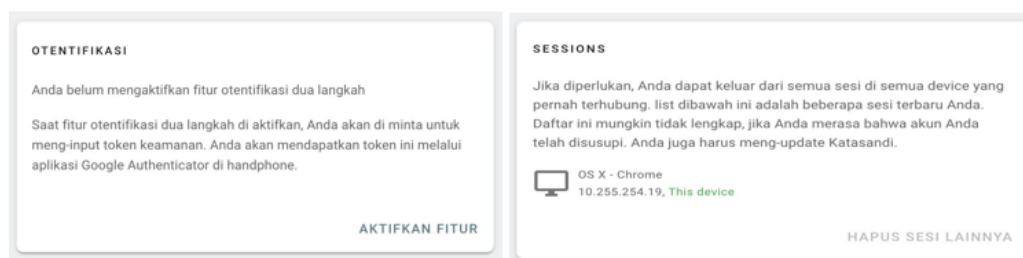 OTENTIFIKASI
Anda belum mengaktifkan fitur otentifikasi dua langkah
Saat fitur otentifikasi dua langkah di aktifkan, Anda akan di minta untuk
meng-input token keamanan. Anda akan mendapatkan token ini melalui
aplikasi Google Authenticator di handphone.
AKTIFKAN FITUR
SESSIONS
Jika diperlukan, Anda dapat keluar dari semua sesi di semua device yang
pernah terhubung. list dibawah ini adalah beberapa sesi terbaru Anda.
Daftar ini mungkin tidak lengkap, jika Anda merasa bahwa akun Anda
telah disusupi. Anda juga harus meng-update Katasandi.
OS X - Chrome
10.255.254.19, This device
HAPUS SESI LAINNYA